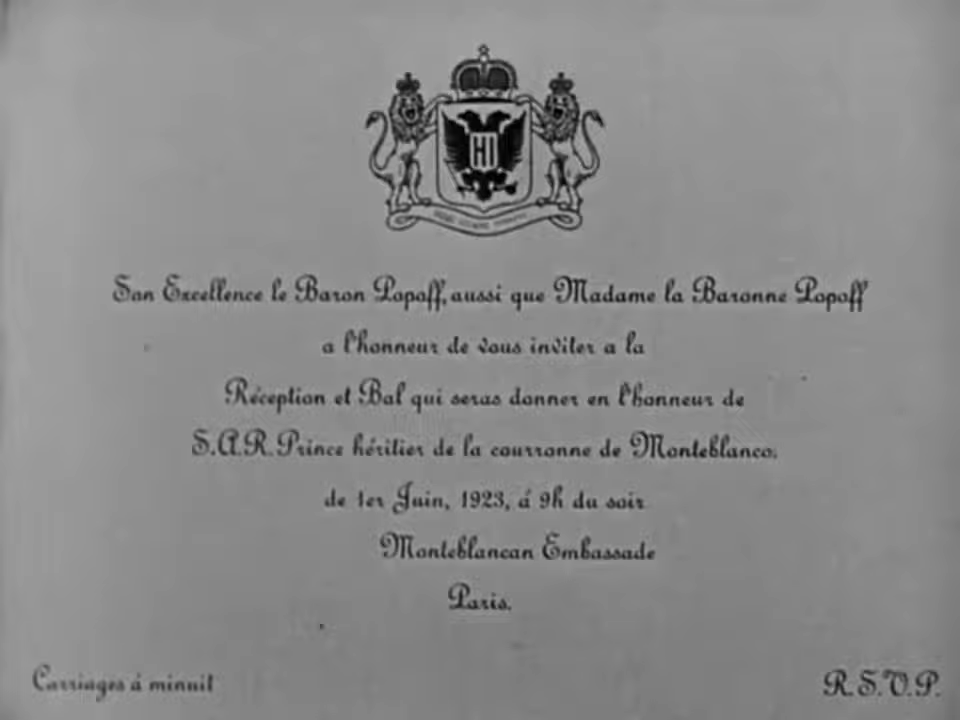 HI
Son Excellence le Baron Popoff, aussi que Madame la Baronne Popoff
a l'honneur de vous inviter a la
Réception et Bal qui seras donner en l'honneur de
S.A.R. Prince héritier de la courronne de Monteblanco.
de 1er Juin, 1923, á 9h du soir
Monteblancan Embassade
Paris.
Carriages á minuit
R.S.V.P.